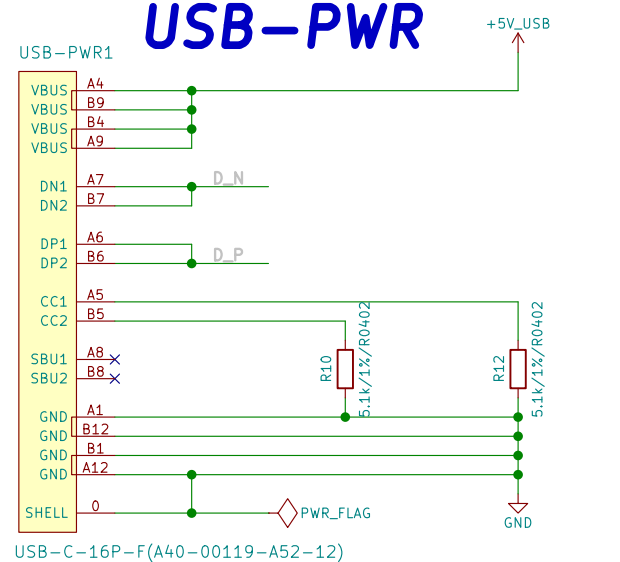 USB-PWR
+5V_USB
USB-PWR1
VBUS A4
VBUS B9
VBUS B4
VBUS A9
DN1 A7 D_N
DN2 B7
DP1 A6
DP2 B6 D_P
CC1 A5
CC2 B5
R10 5.1k/1%/R0402
R12 5.1k/1%/R0402
SBU1 A8
SBU2 B8
GND A1
GND B12
GND B1
GND A12
SHELL 0 PWR_FLAG
GND
USB-C-16P-F(A40-00119-A52-12)